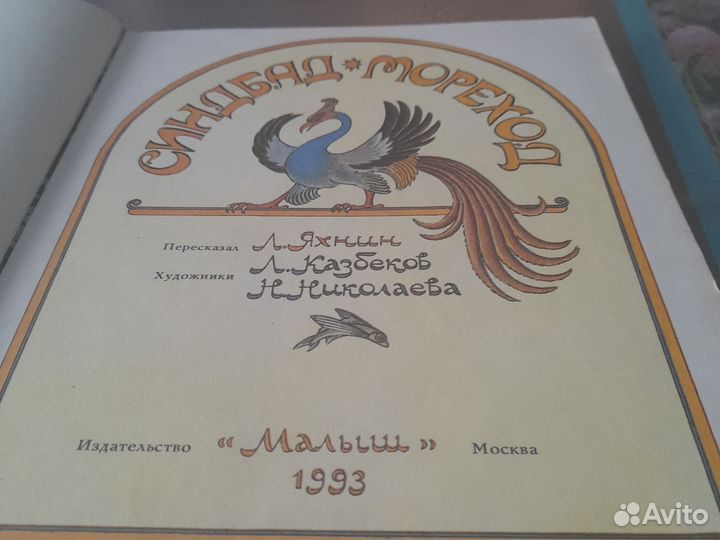 СИНДБАД * МОРЕХОД
Пересказал Л. Яхнин
Художники Л. Казбеков
Н. Николаева
Издательство «Малыш» Москва
1993
Avito